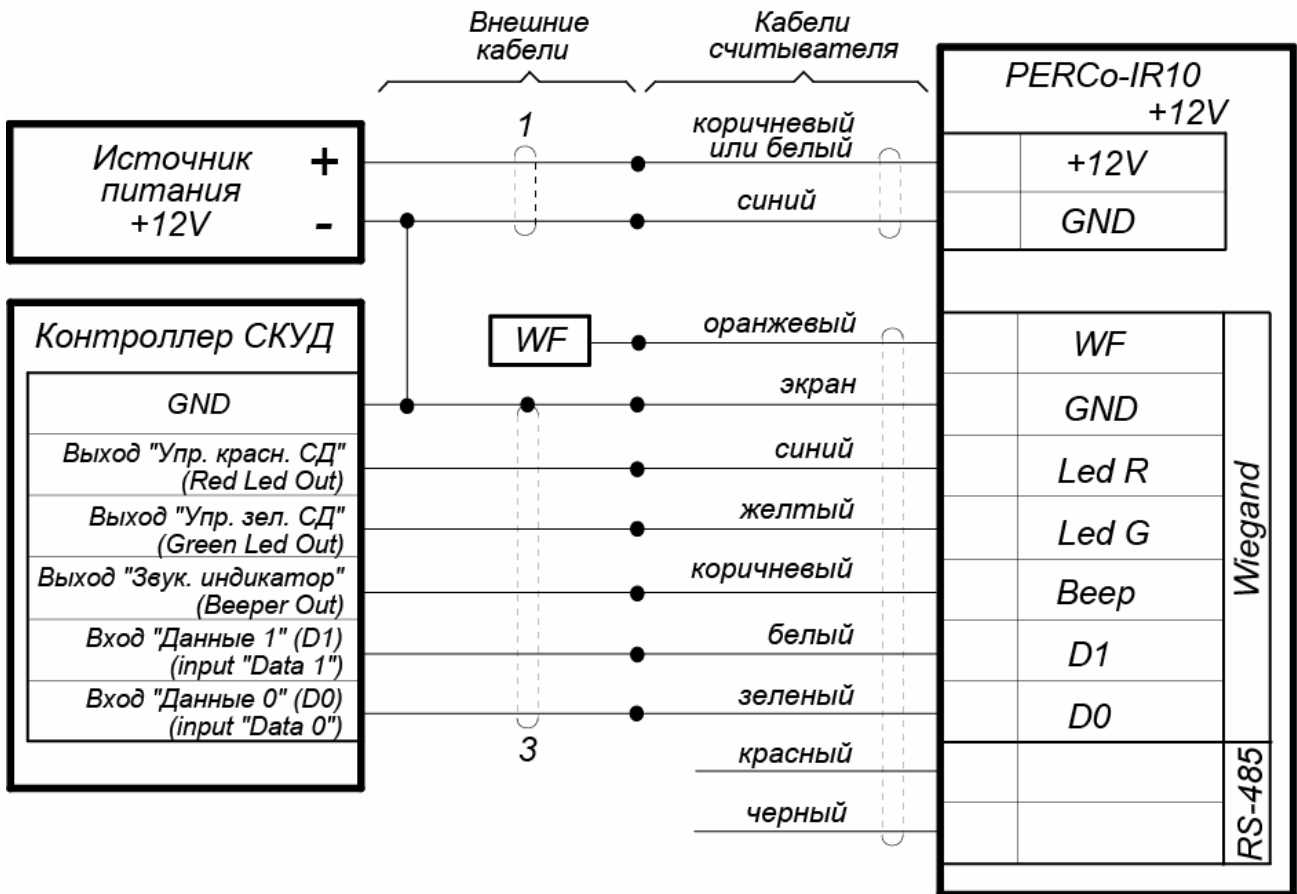 Внешние
кабели
Кабели
считывателя
PERCo-IR10
+12V
1
коричневый
или белый
Источник
питания
+12V
+
-
+12V
синий
GND
Контроллер СКУД
WF
оранжевый
WF
GND
экран
GND
Выход "Упр. красн. СД"
(Red Led Out)
синий
Led R
Выход "Упр. зел. СД"
(Green Led Out)
желтый
Led G
Выход "Звук. индикатор"
(Beeper Out)
коричневый
Beep
Вход "Данные 1" (D1)
(input "Data 1")
белый
D1
Вход "Данные 0" (D0)
(input "Data 0")
зеленый
D0
Wiegand
3
красный
черный
RS-485